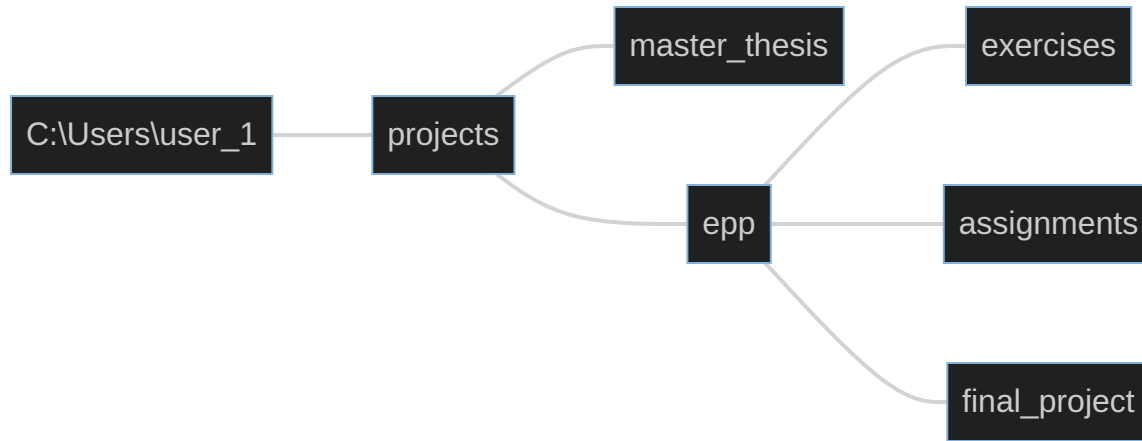 master_thesis
exercises
C:\Users\user_1
projects
epp
assignments
final_project